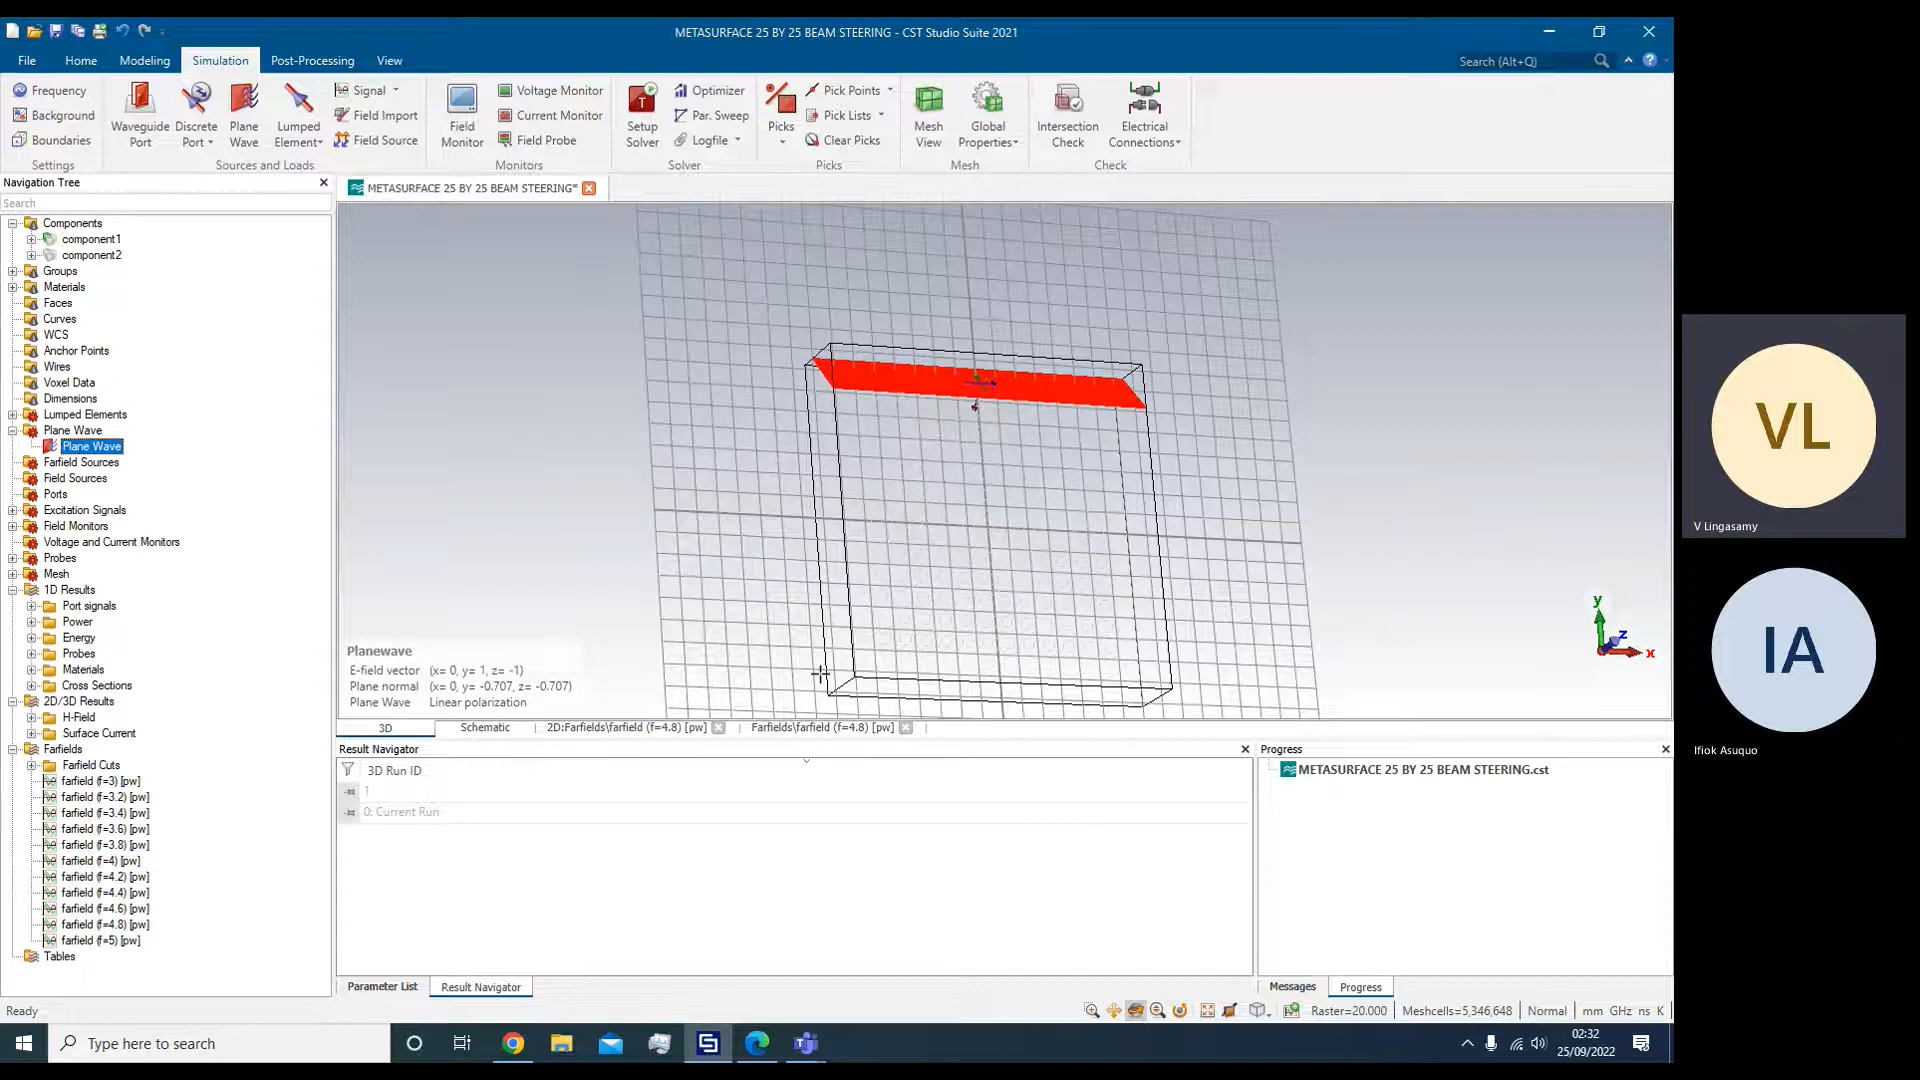 METASURFACE 25 BY 25 BEAM STEERING - CST Studio Suite 2021
File Home Modeling Simulation Post-Processing View
Search (Alt+Q)
Frequency
Background
Boundaries
Settings
Waveguide Port
Discrete Port
Plane Wave
Lumped Element
Signal
Field Import
Field Source
Sources and Loads
Field Monitor
Voltage Monitor
Current Monitor
Field Probe
Monitors
Setup Solver
Optimizer
Par. Sweep
Logfile
Solver
Picks
Pick Points
Pick Lists
Clear Picks
Picks
Mesh View
Global Properties
Mesh
Intersection Check
Electrical Connections
Check
Navigation Tree
Search
Components
component1
component2
Groups
Materials
Faces
Curves
WCS
Anchor Points
Wires
Voxel Data
Dimensions
Lumped Elements
Plane Wave
Plane Wave
Farfield Sources
Field Sources
Ports
Excitation Signals
Field Monitors
Voltage and Current Monitors
Probes
Mesh
1D Results
Port signals
Power
Energy
Probes
Materials
Cross Sections
2D/3D Results
H-Field
Surface Current
Farfields
Farfield Cuts
farfield (f=3) [pw]
farfield (f=3.2) [pw]
farfield (f=3.4) [pw]
farfield (f=3.6) [pw]
farfield (f=3.8) [pw]
farfield (f=4) [pw]
farfield (f=4.2) [pw]
farfield (f=4.4) [pw]
farfield (f=4.6) [pw]
farfield (f=4.8) [pw]
farfield (f=5) [pw]
Tables
METASURFACE 25 BY 25 BEAM STEERING*
y
z
x
Planewave
E-field vector (x= 0, y= 1, z= -1)
Plane normal (x= 0, y= -0.707, z= -0.707)
Plane Wave Linear polarization
3D Schematic 2D:Farfields\farfield (f=4.8) [pw] Farfields\farfield (f=4.8) [pw]
Result Navigator
3D Run ID
1
0: Current Run
Parameter List Result Navigator
Progress
METASURFACE 25 BY 25 BEAM STEERING.cst
Messages Progress
Ready
Raster=20.000 Meshcells=5,346,648 Normal mm GHz ns K
Type here to search
02:32
25/09/2022
VL
V Lingasamy
IA
Ifiok Asuquo